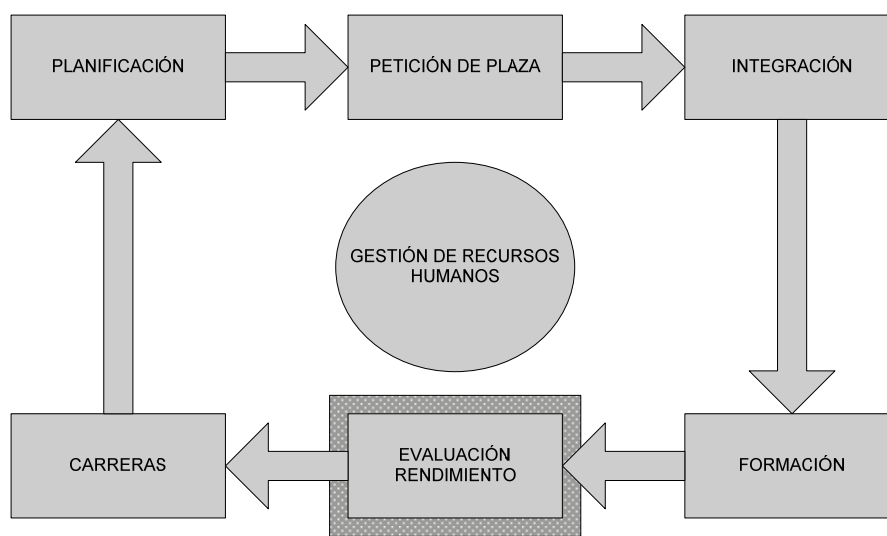 PLANIFICACIÓN
PETICIÓN DE PLAZA
INTEGRACIÓN
GESTIÓN DE RECURSOS
HUMANOS
CARRERAS
EVALUACIÓN
RENDIMIENTO
FORMACIÓN